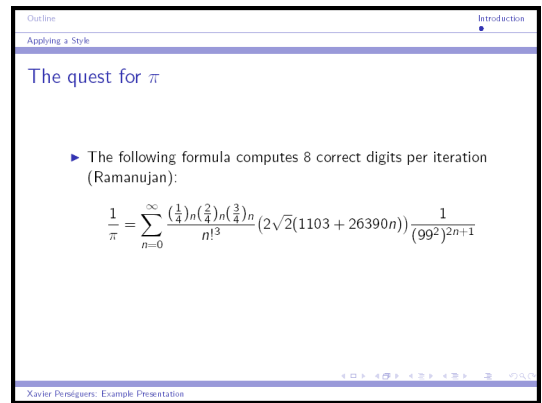 Outline Introduction
Applying a Style
The quest for π
The following formula computes 8 correct digits per iteration
(Ramanujan):
1/π = ∑_{n=0}^{∞} (1/4)_n(2/4)_n(3/4)_n / n!^3 (2√2(1103 + 26390n)) 1/(99^2)^{2n+1}
Xavier Perséguers: Example Presentation